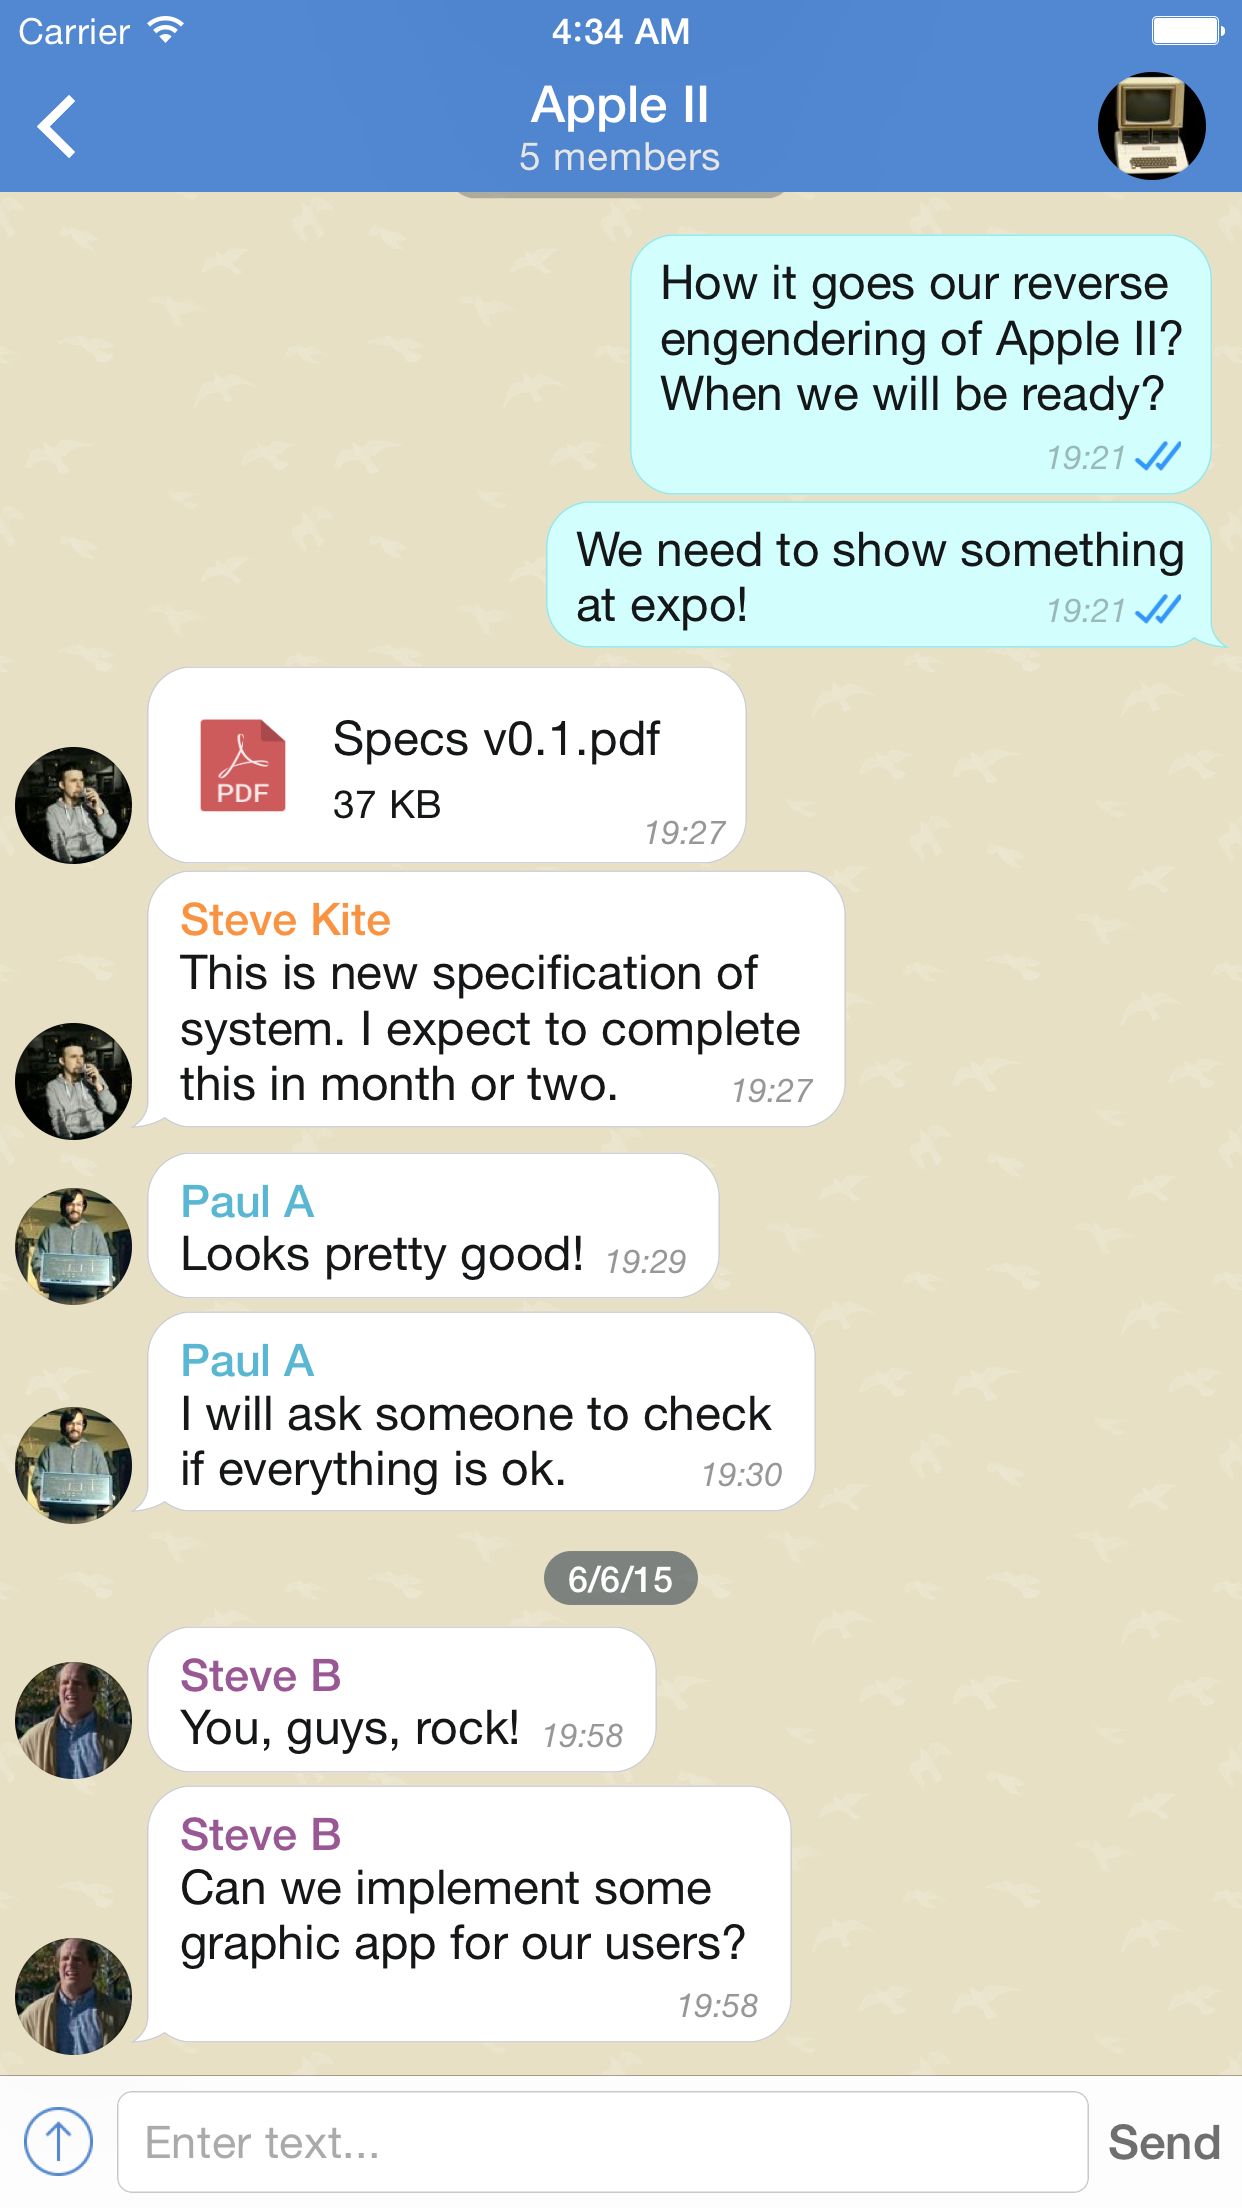 Carrier 4:34 AM
Apple II
5 members
How it goes our reverse
engendering of Apple II?
When we will be ready?
19:21
We need to show something
at expo! 19:21
Specs v0.1.pdf
PDF
37 KB
19:27
Steve Kite
This is new specification of
system. I expect to complete
this in month or two. 19:27
Paul A
Looks pretty good! 19:29
Paul A
I will ask someone to check
if everything is ok. 19:30
6/6/15
Steve B
You, guys, rock! 19:58
Steve B
Can we implement some
graphic app for our users?
19:58
Enter text... Send